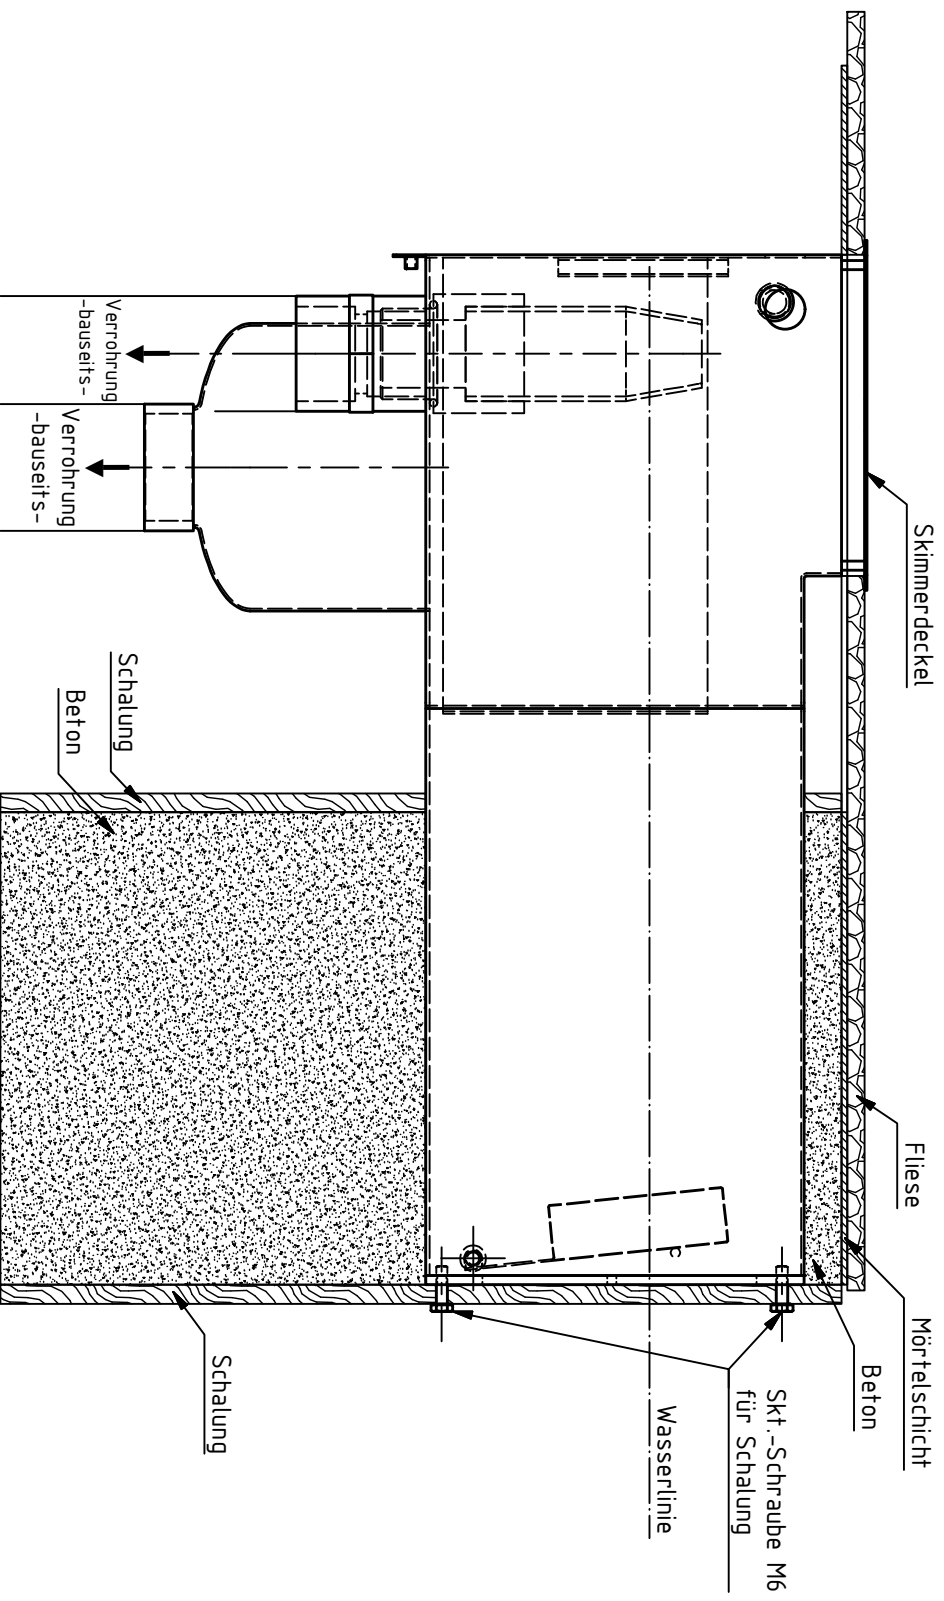 Skimmerdeckel
Fliese
Mörtelschicht
Beton
Skt.-Schraube M6
für Schalung
Wasserlinie
Verrohrung
-bauseits-
Verrohrung
-bauseits-
Schalung
Beton
Schalung